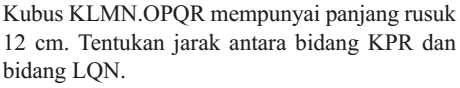 Kubus KLMN.OPQR mempunyai panjang rusuk
12 cm. Tentukan jarak antara bidang KPR dan
bidang LQN.